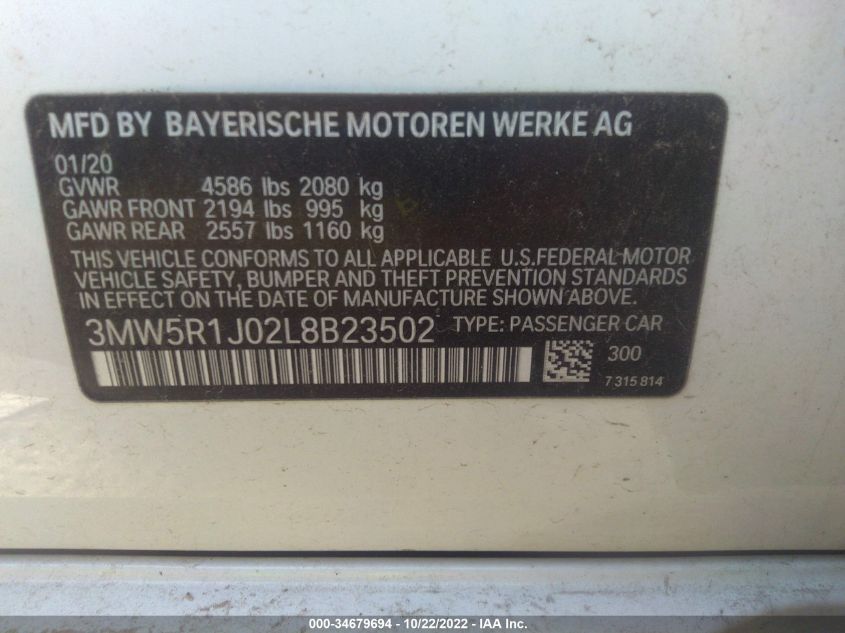 MFD BY BAYERISCHE MOTOREN WERKE AG
01/20
GVWR 4586 lbs 2080 kg
GAWR FRONT 2194 lbs 995 kg
GAWR REAR 2557 lbs 1160 kg
THIS VEHICLE CONFORMS TO ALL APPLICABLE U.S.FEDERAL MOTOR
VEHICLE SAFETY, BUMPER AND THEFT PREVENTION STANDARDS
IN EFFECT ON THE DATE OF MANUFACTURE SHOWN ABOVE.
3MW5R1J02L8B23502 TYPE: PASSENGER CAR
300
7 315 814
000-34679694 - 10/22/2022 - IAA Inc.